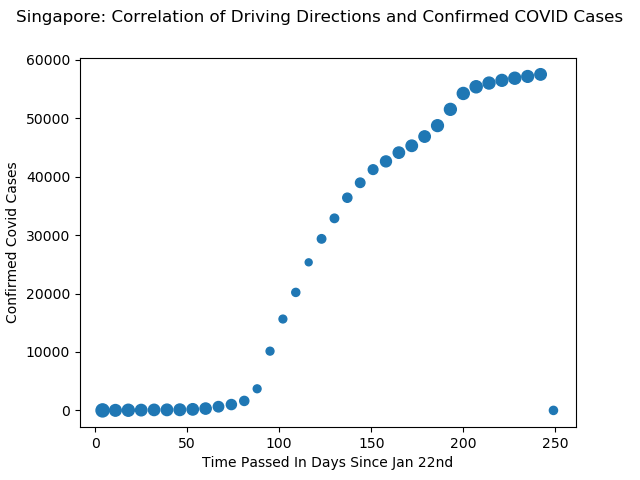 Singapore: Correlation of Driving Directions and Confirmed COVID Cases
60000
50000
40000
30000
20000
10000
0
Confirmed Covid Cases
0 50 100 150 200 250
Time Passed In Days Since Jan 22nd